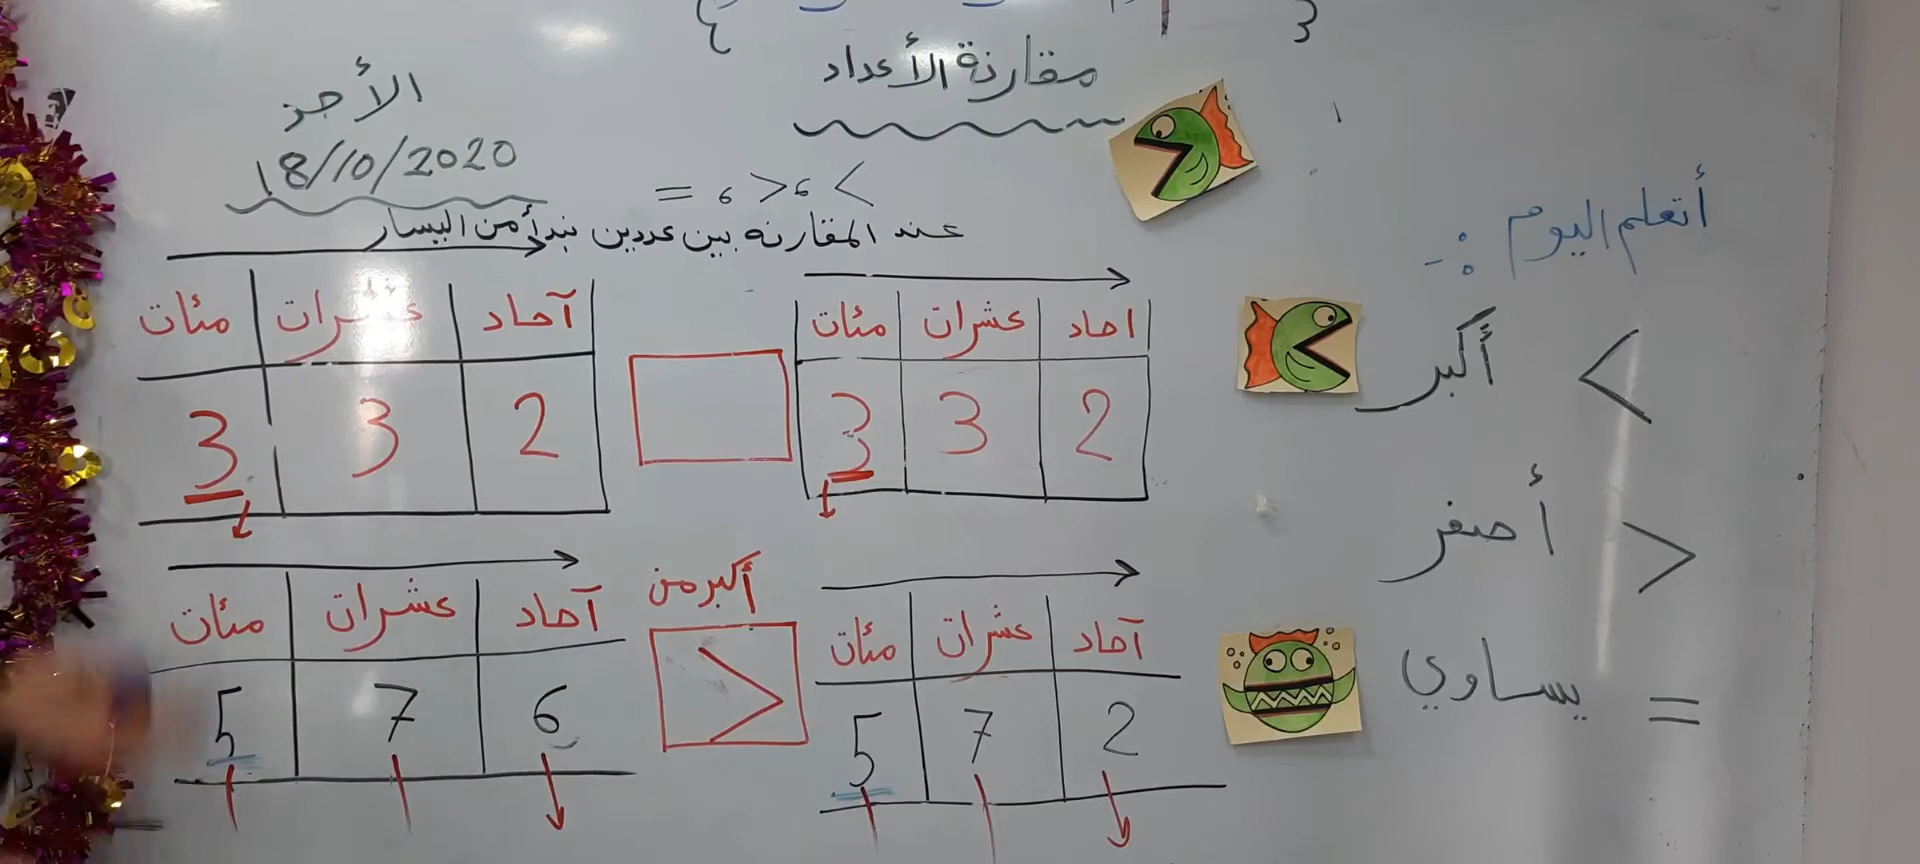 مقارنة الأعداد
الأحد
18/10/2020
< ، > ، =
عند المقارنة بين عددين نبدأ من اليسار
مئات عشرات آحاد
3 3 2
مئات عشرات احاد
3 3 2
مئات عشرات آحاد
5 7 6
أكبر من
>
مئات عشرات آحاد
5 7 2
أتعلم اليوم :-
أكبر <
أصغر >
يساوي =